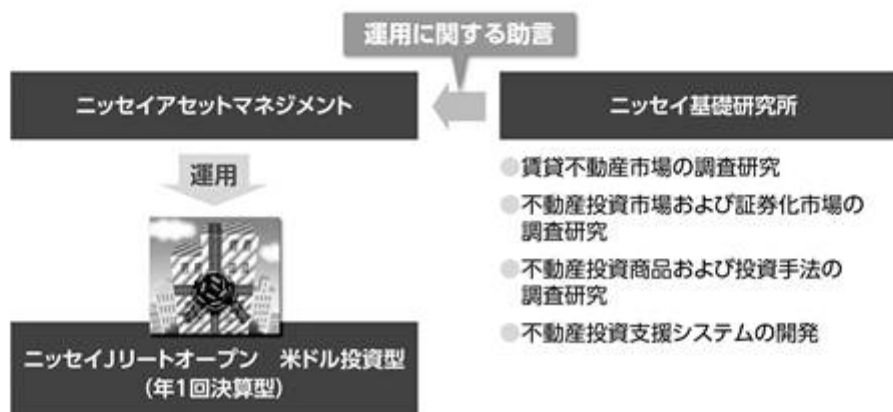 運用に関する助言
ニッセイアセットマネジメント
ニッセイ基礎研究所
運用
●賃貸不動産市場の調査研究
●不動産投資市場および証券化市場の
調査研究
●不動産投資商品および投資手法の
調査研究
●不動産投資支援システムの開発
ニッセイJリートオープン　米ドル投資型
(年1回決算型)